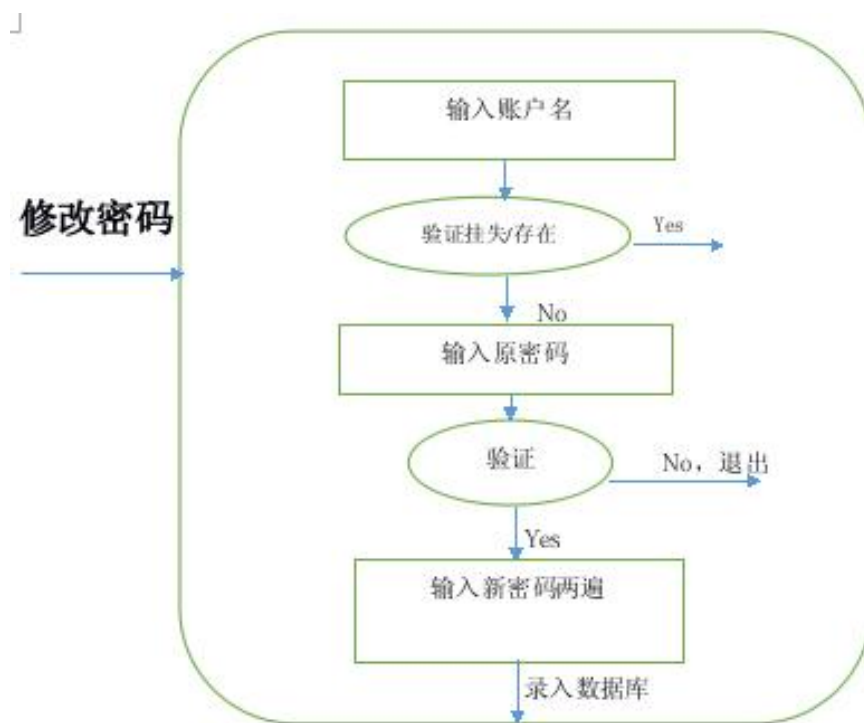 输入账户名
修改密码
验证挂失/存在
Yes
No
输入原密码
验证
No，退出
Yes
输入新密码两遍
录入数据库